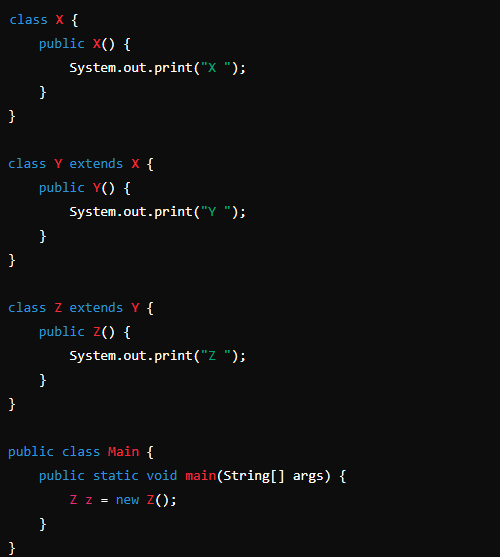 class X {
    public X() {
        System.out.print("X ");
    }
}

class Y extends X {
    public Y() {
        System.out.print("Y ");
    }
}

class Z extends Y {
    public Z() {
        System.out.print("Z ");
    }
}

public class Main {
    public static void main(String[] args) {
        Z z = new Z();
    }
}